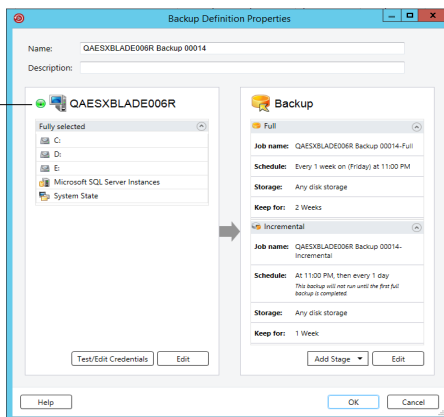 Backup Definition Properties
Name: QAESXBLADE006R Backup 00014
Description:
QAESXBLADE006R
Fully selected
C:
D:
E:
Microsoft SQL Server Instances
System State
Test/Edit Credentials Edit
Backup
Full
Job name: QAESXBLADE006R Backup 00014-Full
Schedule: Every 1 week on (Friday) at 11:00 PM
Storage: Any disk storage
Keep for: 2 Weeks
Incremental
Job name: QAESXBLADE006R Backup 00014-
Incremental
Schedule: At 11:00 PM, then every 1 day
This backup will not run until the first full
backup is completed.
Storage: Any disk storage
Keep for: 1 Week
Add Stage Edit
Help OK Cancel